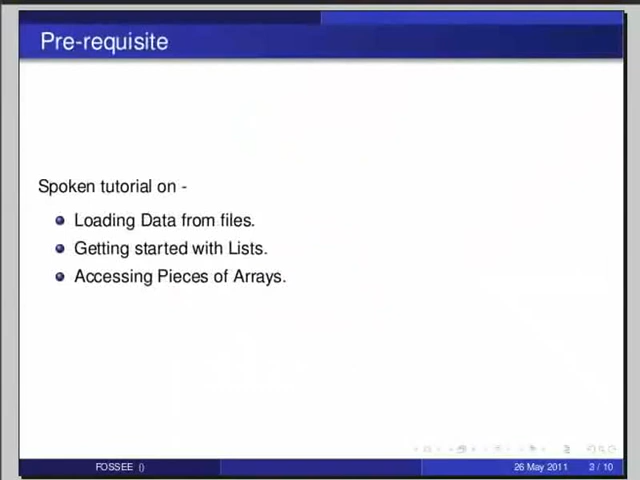 Pre-requisite
Spoken tutorial on -
Loading Data from files.
Getting started with Lists.
Accessing Pieces of Arrays.
FOSSEE ()
26 May 2011
3 / 10